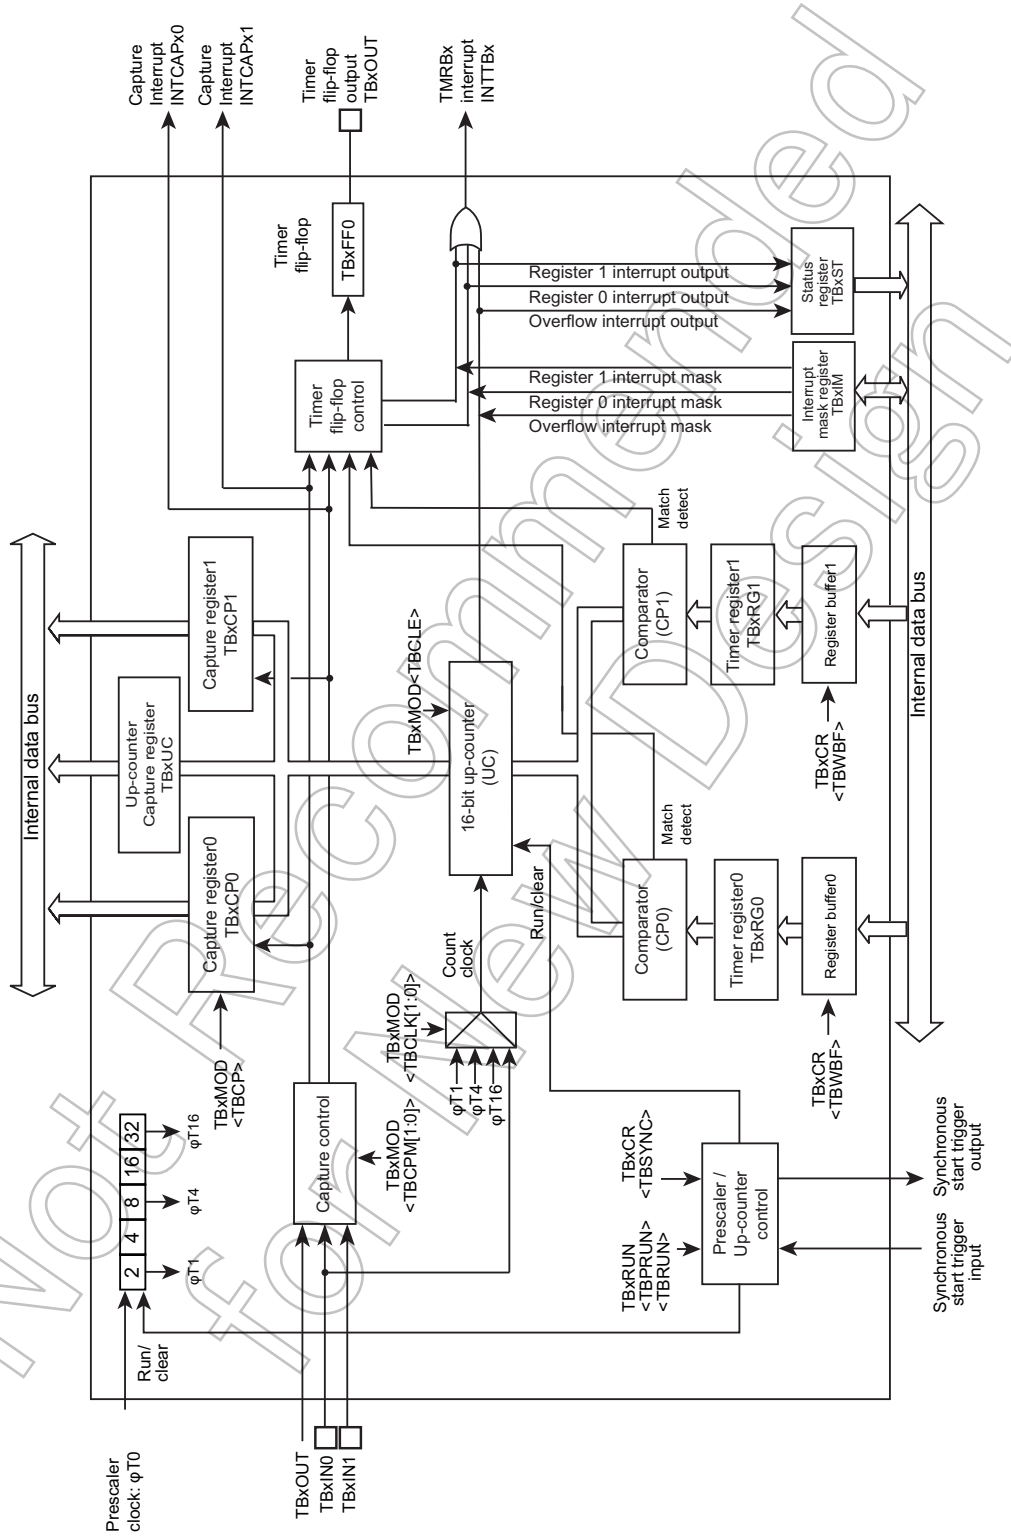 Prescaler
clock: φT0
Run/
clear
2
4
8
16
32
φT1
φT4
φT16
TBxOUT
TBxIN0
TBxIN1
Capture control
TBxMOD
<TBCPM[1:0]>
TBxMOD
<TBCP>
Internal data bus
Capture register0
TBxCP0
Up-counter
Capture register
TBxUC
Capture register1
TBxCP1
Capture
Interrupt
INTCAPx0
Capture
Interrupt
INTCAPx1
Timer
flip-flop
output
TBxOUT
TMRBx
interrupt
INTTBx
Timer
flip-flop
TBxFF0
Timer
flip-flop
control
TBxMOD
<TBCLK[1:0]>
φT1
φT4
φT16
Count
clock
TBxMOD<TBCLE>
16-bit up-counter
(UC)
Run/clear
Register 1 interrupt output
Register 0 interrupt output
Overflow interrupt output
Register 1 interrupt mask
Register 0 interrupt mask
Overflow interrupt mask
Status
register
TBxST
Interrupt
mask register
TBxIM
TBxRUN
<TBPRUN>
<TBRUN>
TBxCR
<TBSYNC>
Prescaler /
Up-counter
control
Synchronous
start trigger
input
Synchronous
start trigger
output
Match
detect
Comparator
(CP0)
Timer register0
TBxRG0
Register buffer0
TBxCR
<TBWBF>
Match
detect
Comparator
(CP1)
Timer register1
TBxRG1
Register buffer1
TBxCR
<TBWBF>
Internal data bus
Not Recommended
for New Design